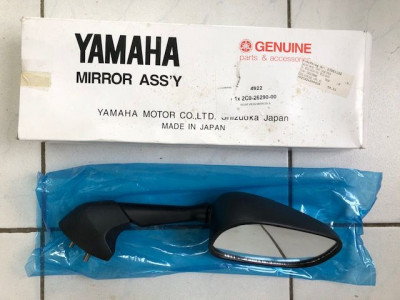 YAMAHA
MIRROR ASS'Y
GENUINE
parts & accessories
4922
1x 2C0-26290-00
YAMAHA MOTOR CO.,LTD. Shizuoka Japan
MADE IN JAPAN